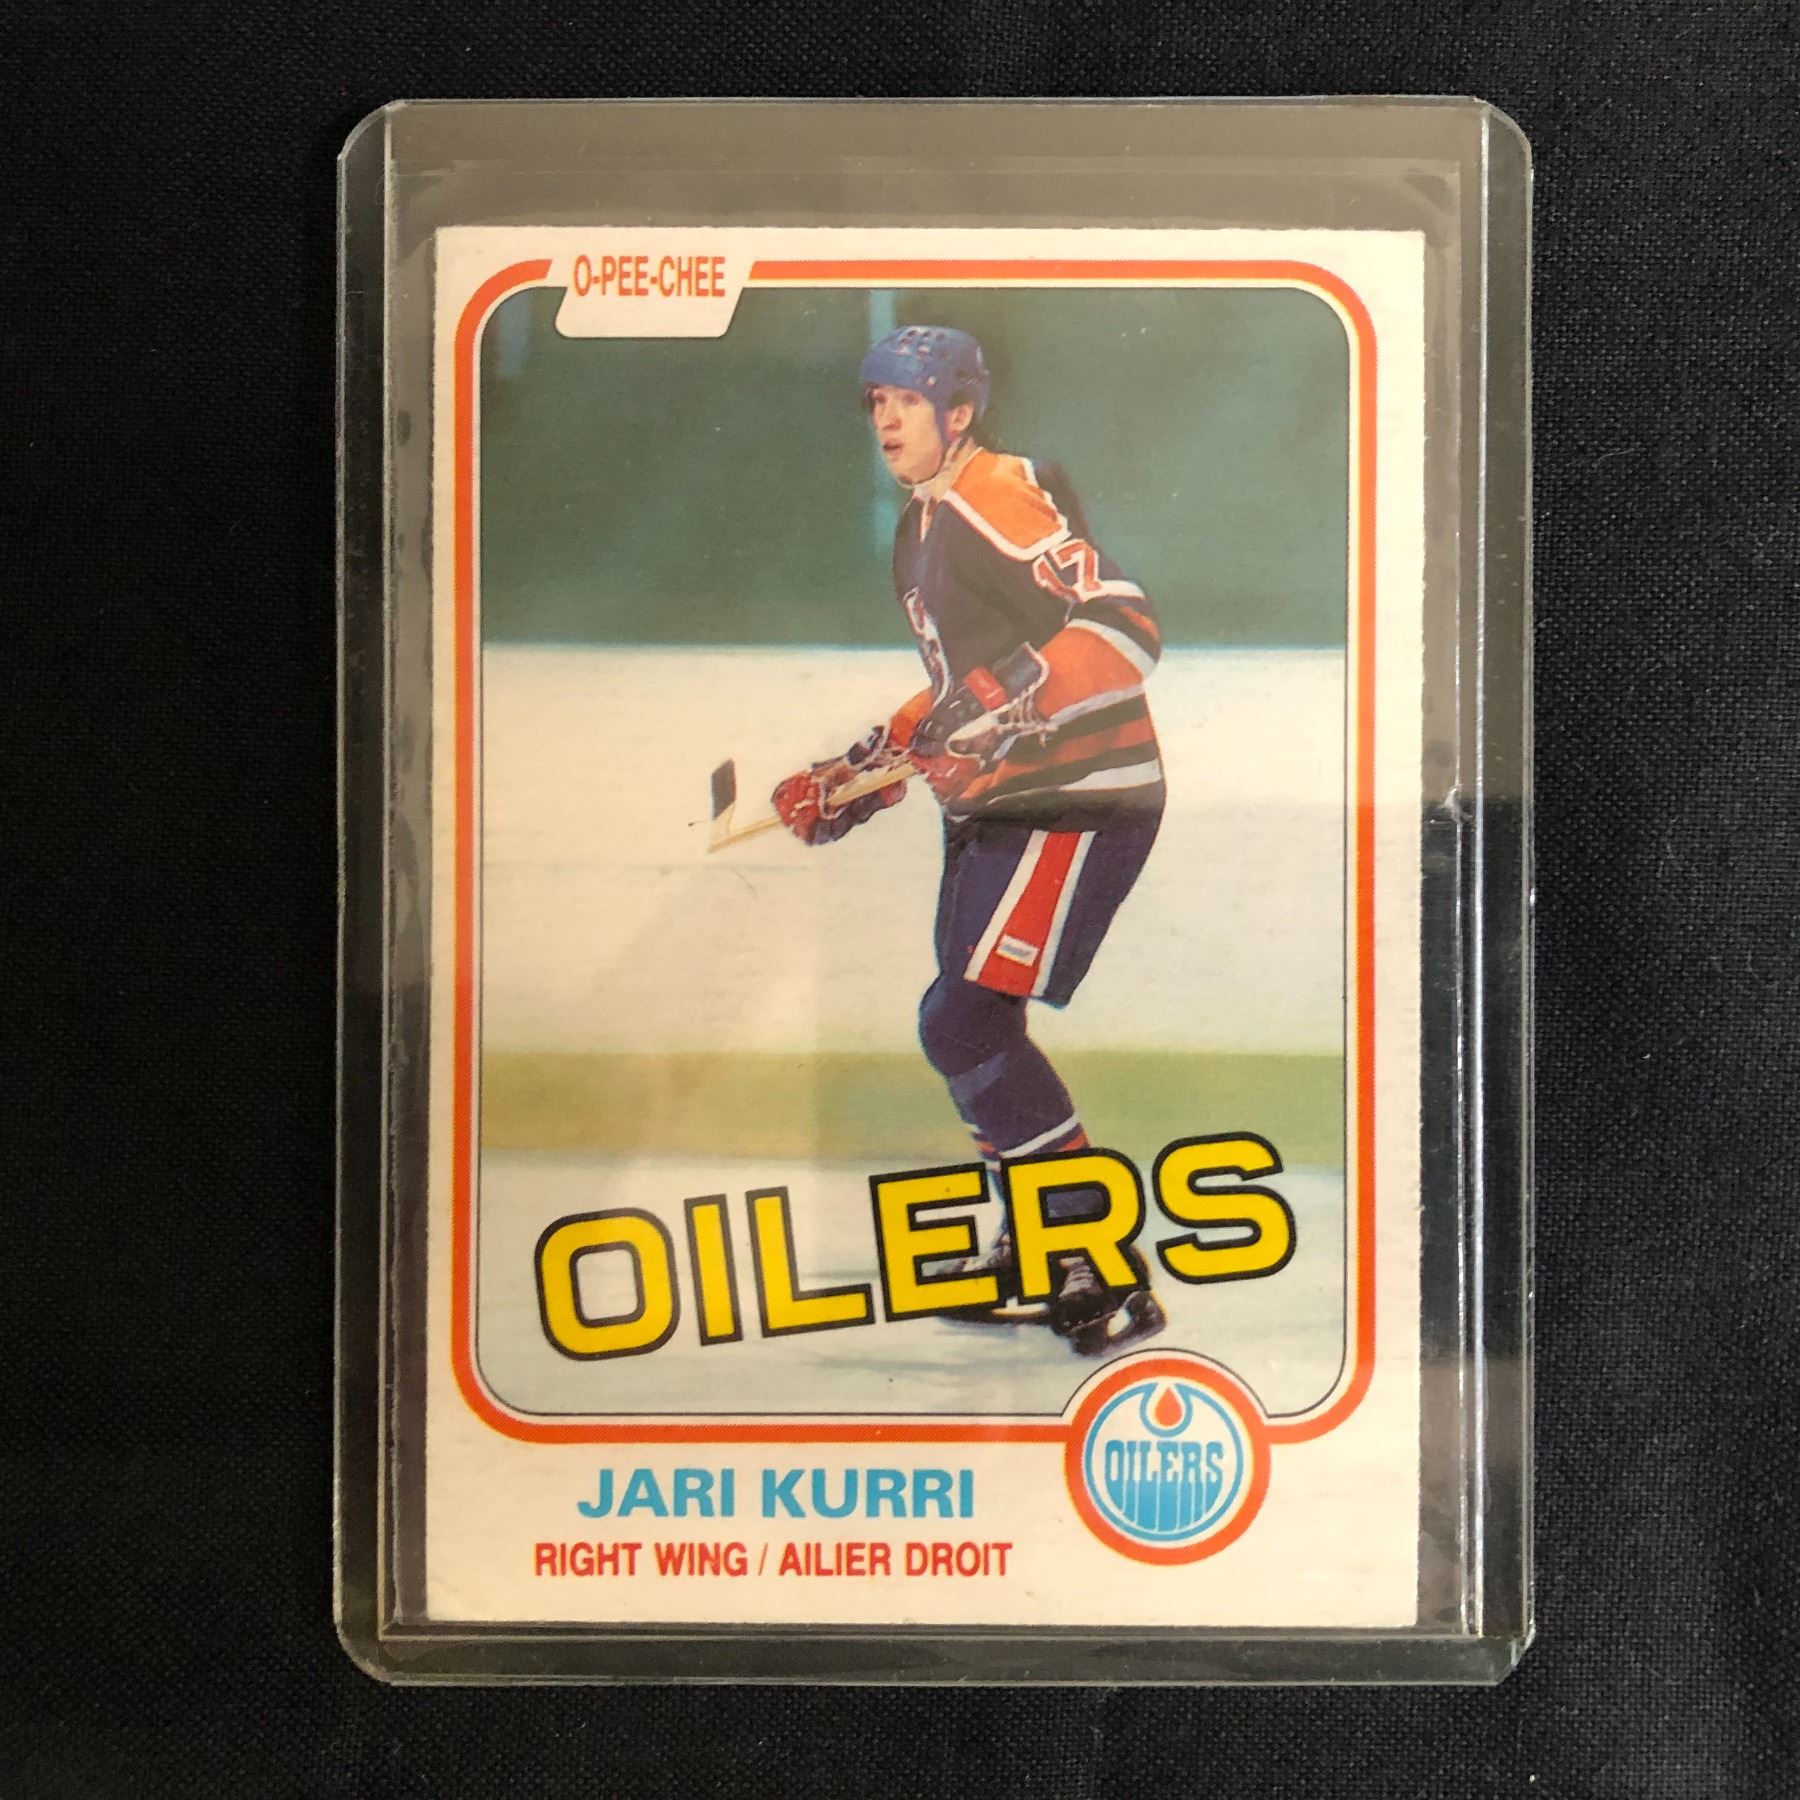 O-PEE-CHEE
17
OILERS
OILERS
JARI KURRI
RIGHT WING / AILIER DROIT